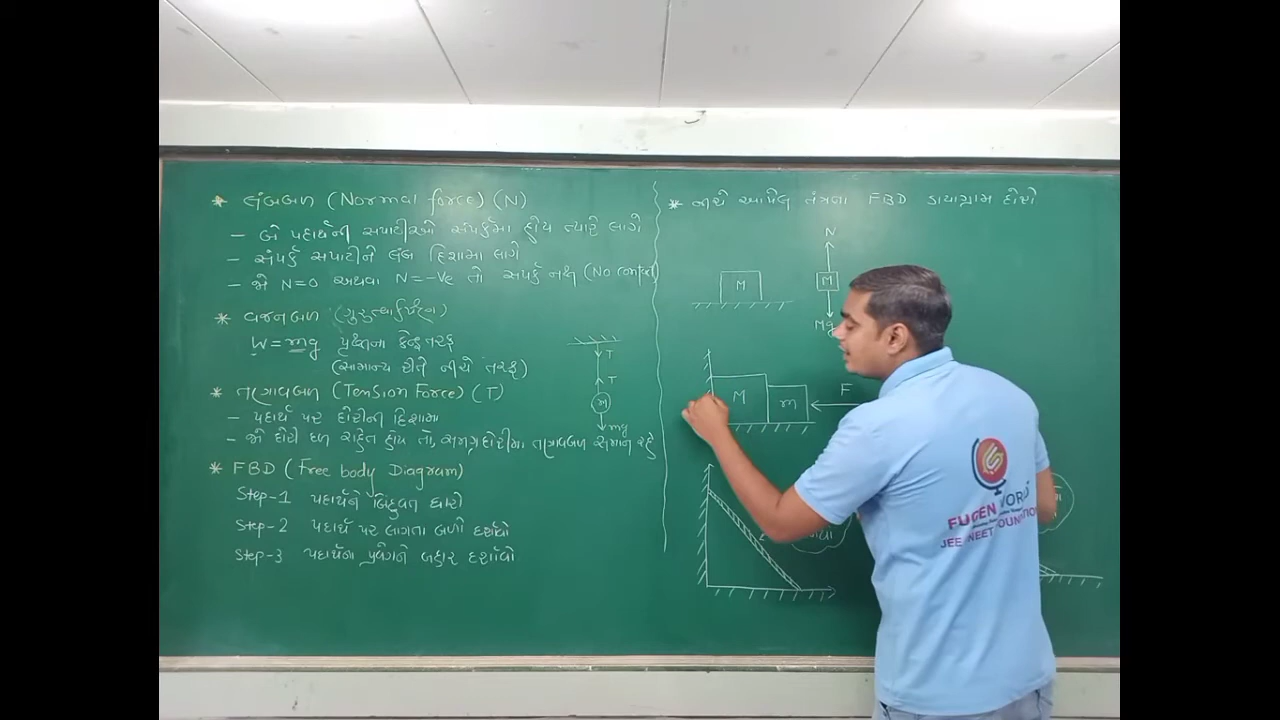 * લંબબળ (Normal force) (N)
– બે પદાર્થની સપાટીઓ સંપર્કમાં હોય ત્યારે લાગે
– સંપર્ક સપાટીને લંબ દિશામાં લાગે
– જો N=0 અથવા N=-ve તો સંપર્ક નથી (No contact)
* વજનબળ (ગુરુત્વાકર્ષણ)
W = mg પૃથ્વીના કેન્દ્ર તરફ
(સામાન્ય રીતે નીચે તરફ)
* તણાવબળ (Tension Force) (T)
– પદાર્થ પર દોરીની દિશામાં
– જો દોરી દળ રહિત હોય તો, સમગ્ર દોરીમાં તણાવબળ સમાન રહે
T
T
M
mg
* FBD (Free body Diagram)
Step-1 પદાર્થને બિંદુવત ધારો
Step-2 પદાર્થ પર લાગતા બળો દર્શાવો
Step-3 પદાર્થના પ્રવેગને બહાર દર્શાવો
* નીચે આપેલ તંત્રના FBD ડાયાગ્રામ દોરો
M
N
M
Mg
M
m
F
FUGEN WORLD